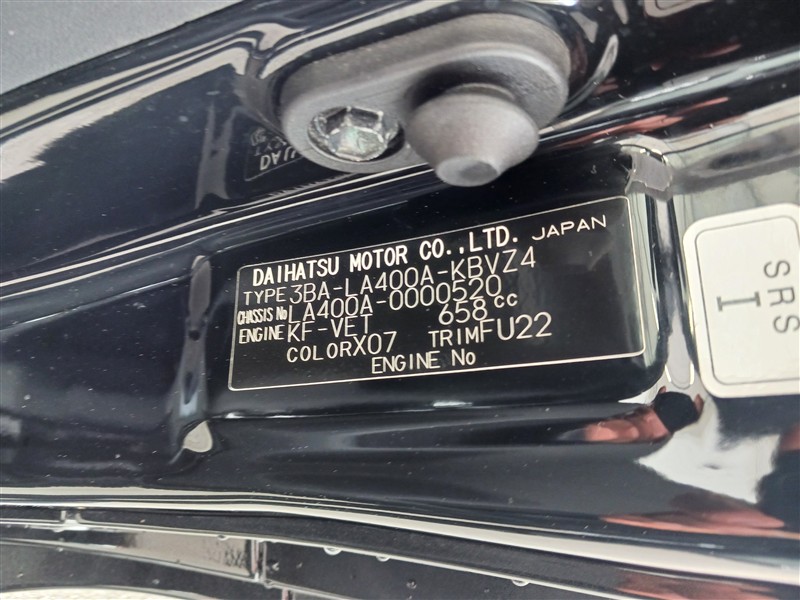 DAIHATSU MOTOR CO.,LTD. JAPAN
TYPE 3BA-LA400A-KBVZ4
CHASSIS No LA400A-0000520
ENGINE KF-VET 658 cc
COLOR X07 TRIM FU22
ENGINE No
SRS
I